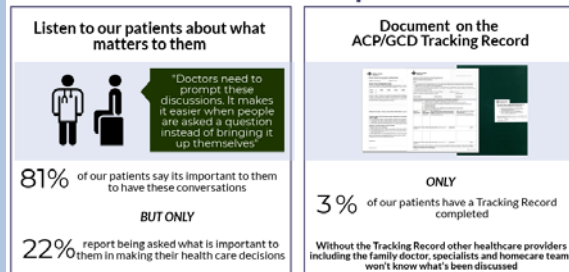 Listen to our patients about what
matters to them
"Doctors need to
prompt these
discussions. It makes
it easier when people
are asked a question
instead of bringing it
up themselves"
81% of our patients say its important to them
to have these conversations
BUT ONLY
22% report being asked what is important to
them in making their health care decisions
Document on the
ACP/GCD Tracking Record
ONLY
3% of our patients have a Tracking Record
completed
Without the Tracking Record other healthcare providers
including the family doctor, specialists and homecare team
won't know what's been discussed